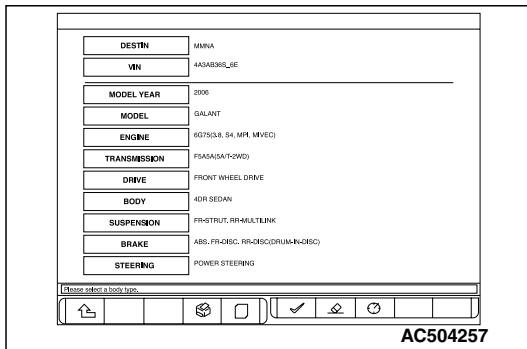 DESTIN MMNA
VIN 4A3AB36S_6E
MODEL YEAR 2006
MODEL GALANT
ENGINE 6G75(3.8, S4, MPI, MIVEC)
TRANSMISSION F5A5A(5A/T-2WD)
DRIVE FRONT WHEEL DRIVE
BODY 4DR SEDAN
SUSPENSION FR-STRUT. RR-MULTILINK
BRAKE ABS. FR-DISC. RR-DISC(DRUM-IN-DISC)
STEERING POWER STEERING
Please select a body type.
AC504257